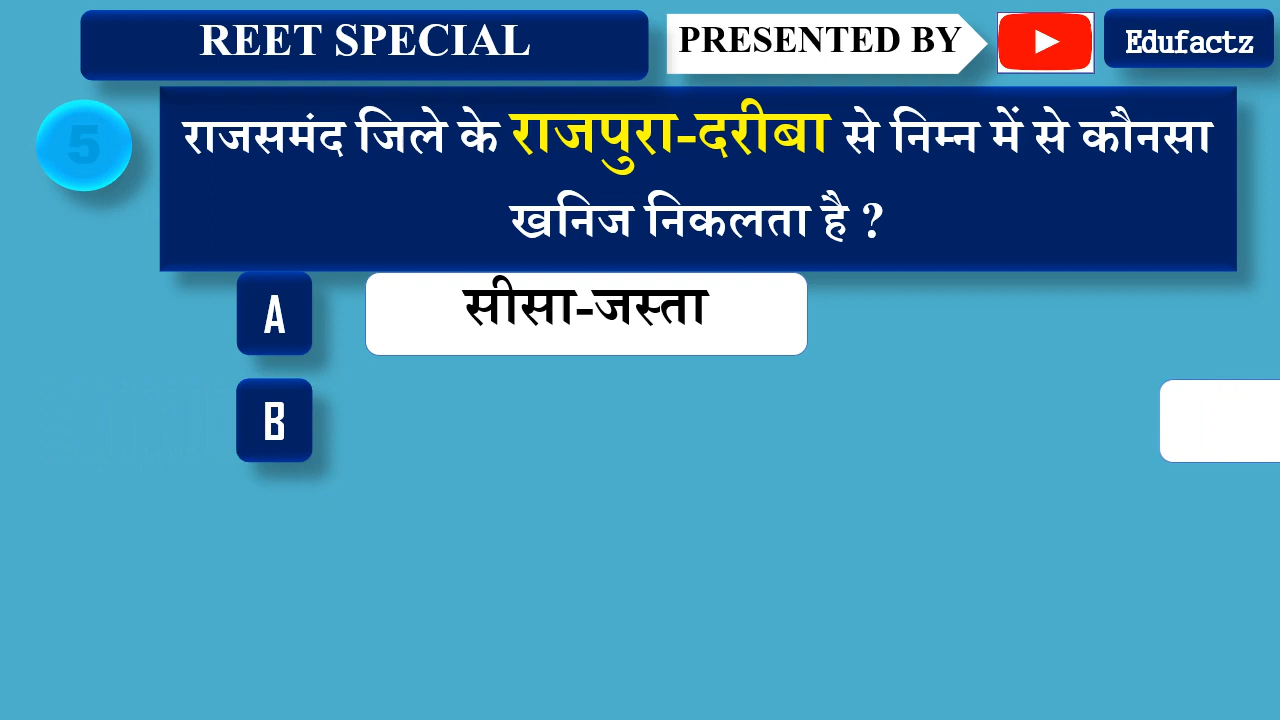 REET SPECIAL
PRESENTED BY
Edufactz
5
राजसमंद जिले के राजपुरा-दरीबा से निम्न में से कौनसा
खनिज निकलता है ?
A
सीसा-जस्ता
B